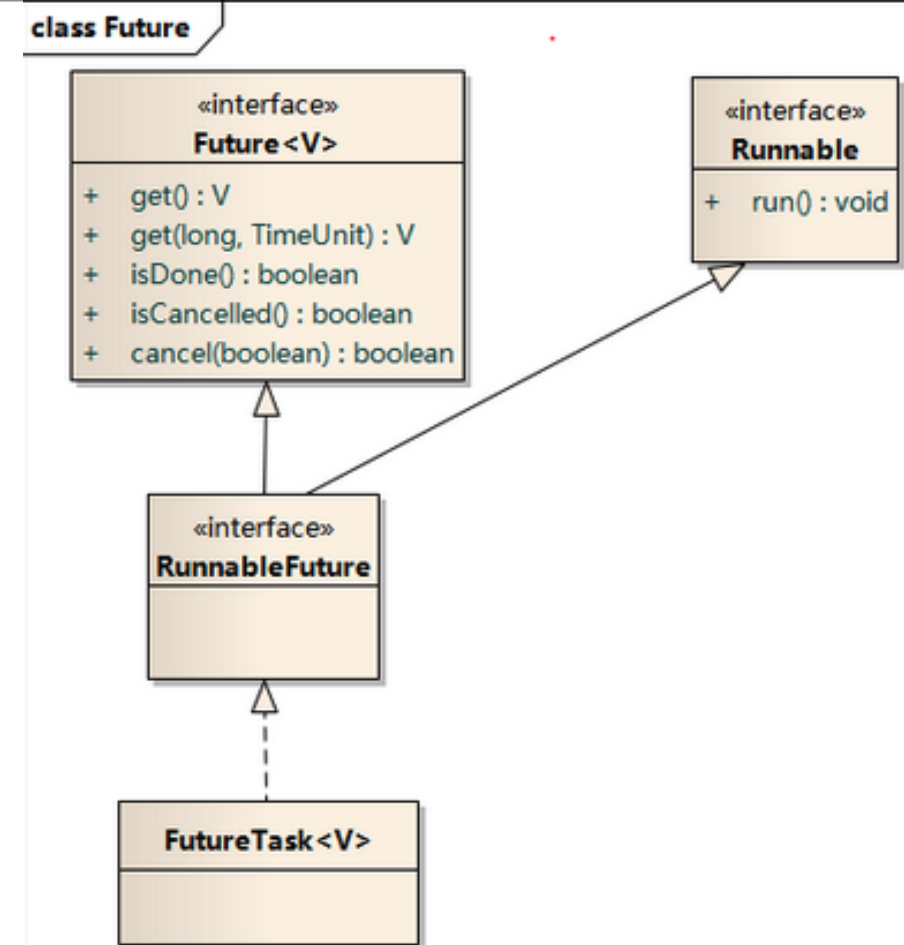 class Future
«interface»
Future<V>
+ get() : V
+ get(long, TimeUnit) : V
+ isDone() : boolean
+ isCancelled() : boolean
+ cancel(boolean) : boolean
«interface»
Runnable
+ run() : void
«interface»
RunnableFuture
FutureTask<V>